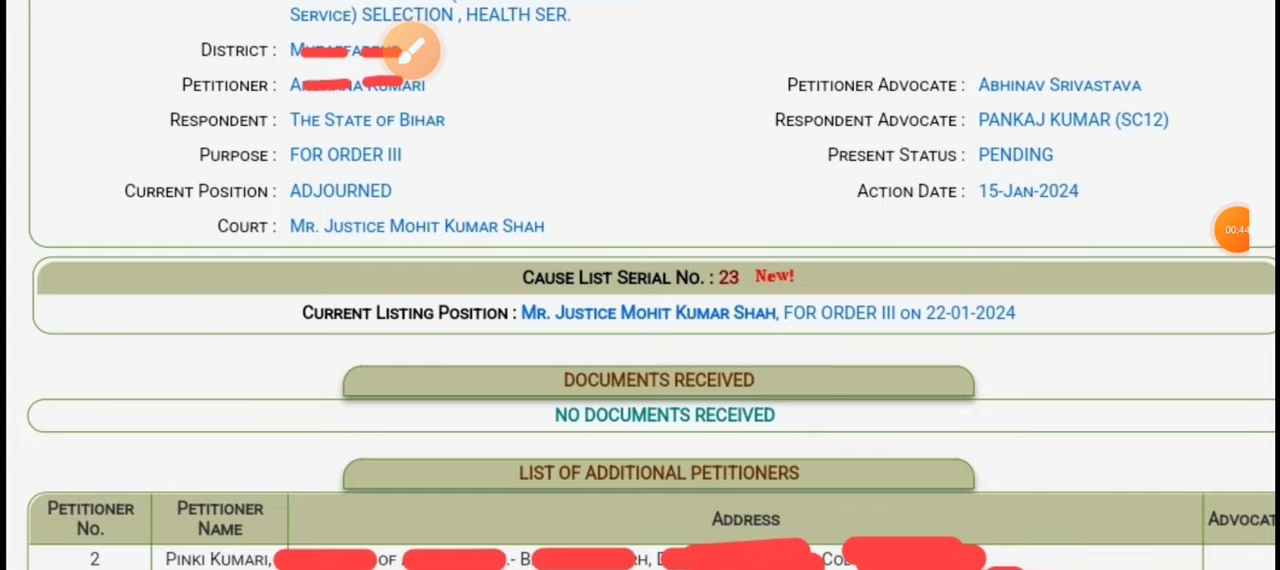 SERVICE) SELECTION , HEALTH SER.
DISTRICT :
PETITIONER : KUMARI PETITIONER ADVOCATE : ABHINAV SRIVASTAVA
RESPONDENT : THE STATE OF BIHAR RESPONDENT ADVOCATE : PANKAJ KUMAR (SC12)
PURPOSE : FOR ORDER III PRESENT STATUS : PENDING
CURRENT POSITION : ADJOURNED ACTION DATE : 15-JAN-2024
COURT : MR. JUSTICE MOHIT KUMAR SHAH
00:44
CAUSE LIST SERIAL NO. : 23 New!
CURRENT LISTING POSITION : MR. JUSTICE MOHIT KUMAR SHAH, FOR ORDER III ON 22-01-2024
DOCUMENTS RECEIVED
NO DOCUMENTS RECEIVED
LIST OF ADDITIONAL PETITIONERS
PETITIONER NO. PETITIONER NAME ADDRESS ADVOCAT
2 PINKI KUMARI, OF